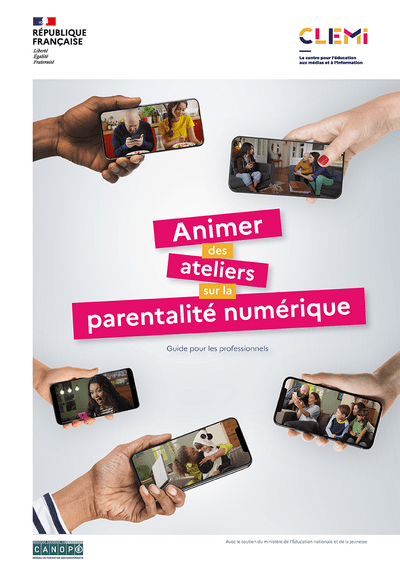 RÉPUBLIQUE
FRANÇAISE
Liberté
Égalité
Fraternité
CLEMI
Le centre pour l'éducation
aux médias et à l'information
Animer
des
ateliers
sur la
parentalité numérique
Guide pour les professionnels
CANOPÉ
Avec le soutien du ministère de l'Éducation nationale et de la Jeunesse